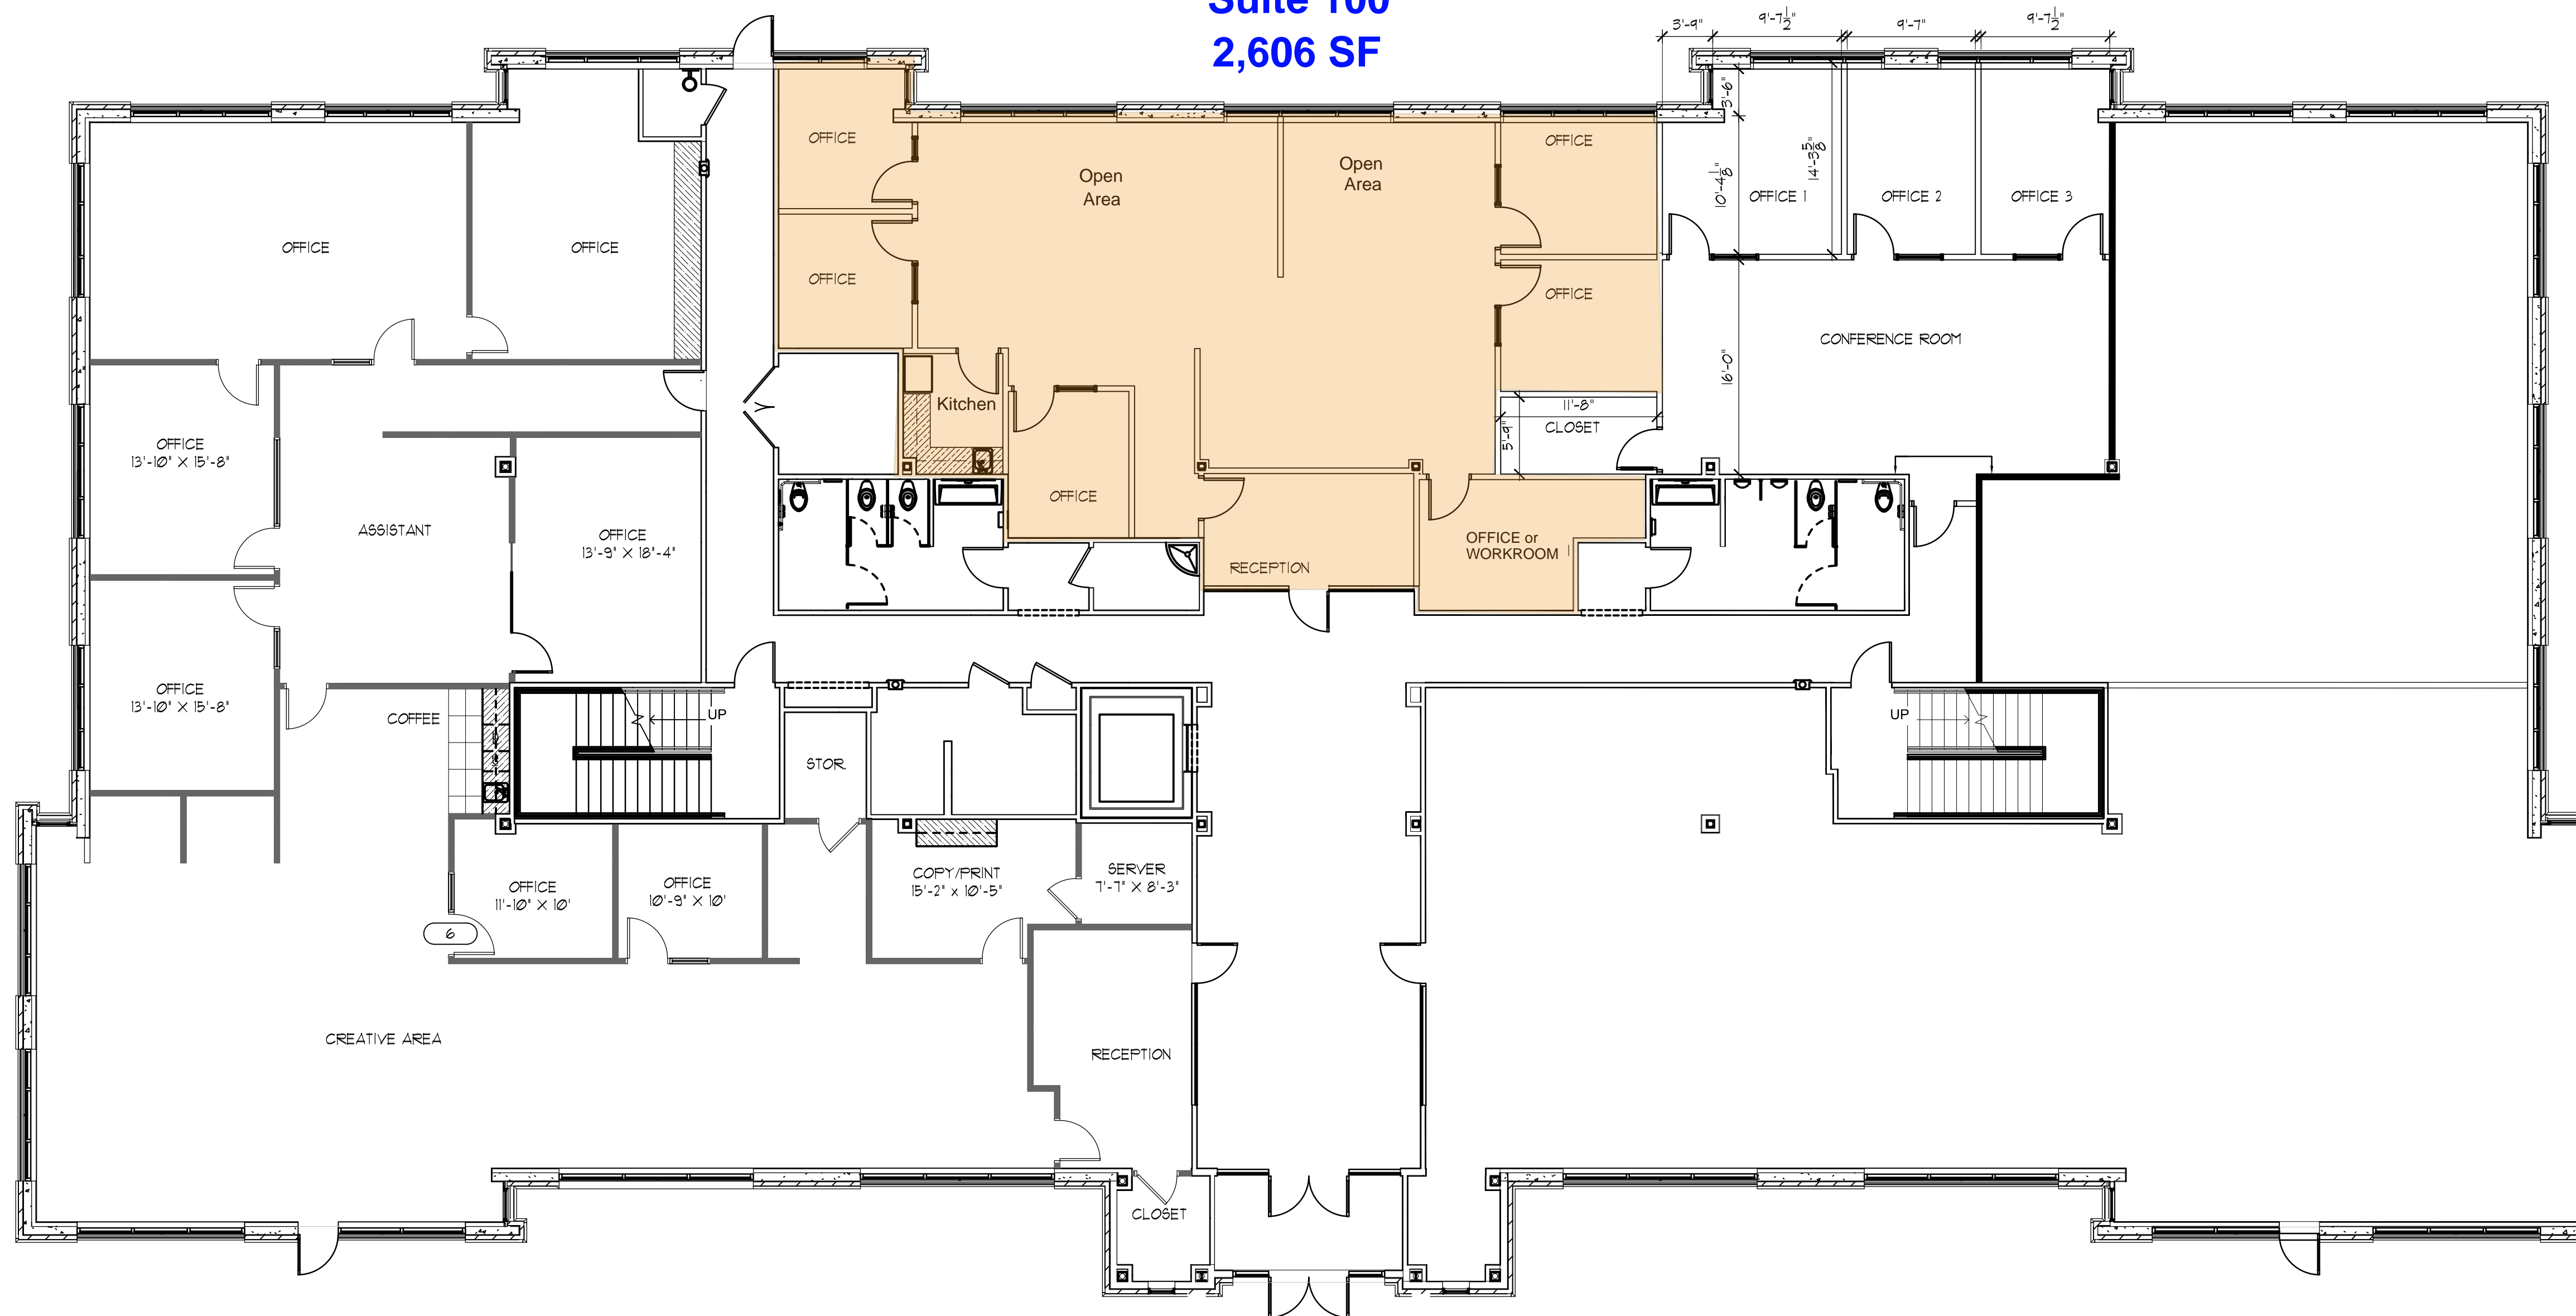 Suite 100
2,606 SF
3'-9"
9'-7 1/2"
9'-7"
9'-7 1/2"
3'-6"
10'-4 1/8"
14'-3 5/8"
16'-0"
OFFICE
OFFICE
Open
Area
Open
Area
OFFICE
OFFICE
OFFICE 1
OFFICE 2
OFFICE 3
CONFERENCE ROOM
OFFICE
OFFICE
Kitchen
OFFICE
11'-8"
CLOSET
5'-9"
OFFICE
13'-10" X 15'-8"
ASSISTANT
OFFICE
13'-9" X 18"-4"
OFFICE or
WORKROOM
RECEPTION
OFFICE
13'-10" X 15'-8"
COFFEE
REF
UP
STOR.
UP
OFFICE
11'-10" X 10'
OFFICE
10'-9" X 10'
COPY/PRINT
15'-2" x 10'-5"
SERVER
7'-7" X 8'-3"
6
CREATIVE AREA
RECEPTION
CLOSET